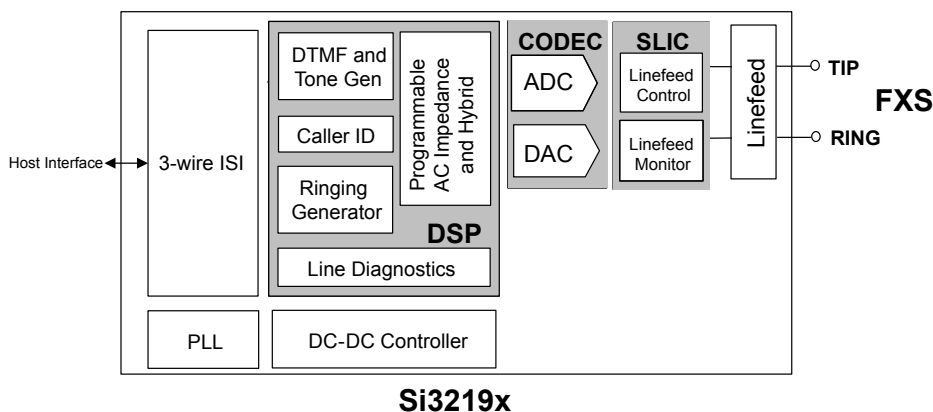 Host Interface
3-wire ISI
DTMF and
Tone Gen
Caller ID
Ringing
Generator
Programmable
AC Impedance
and Hybrid
DSP
Line Diagnostics
CODEC
ADC
DAC
SLIC
Linefeed
Control
Linefeed
Monitor
Linefeed
TIP
FXS
RING
PLL
DC-DC Controller
Si3219x